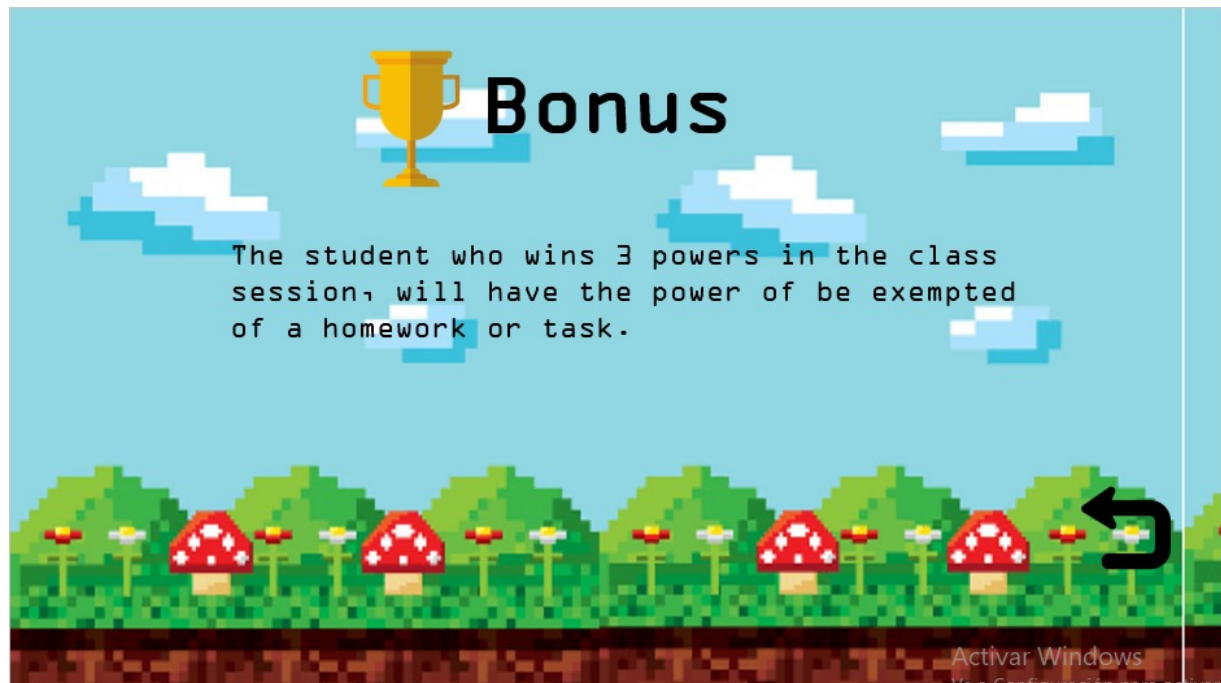 Bonus
The student who wins 3 powers in the class
session, will have the power of be exempted
of a homework or task.
Activar Windows